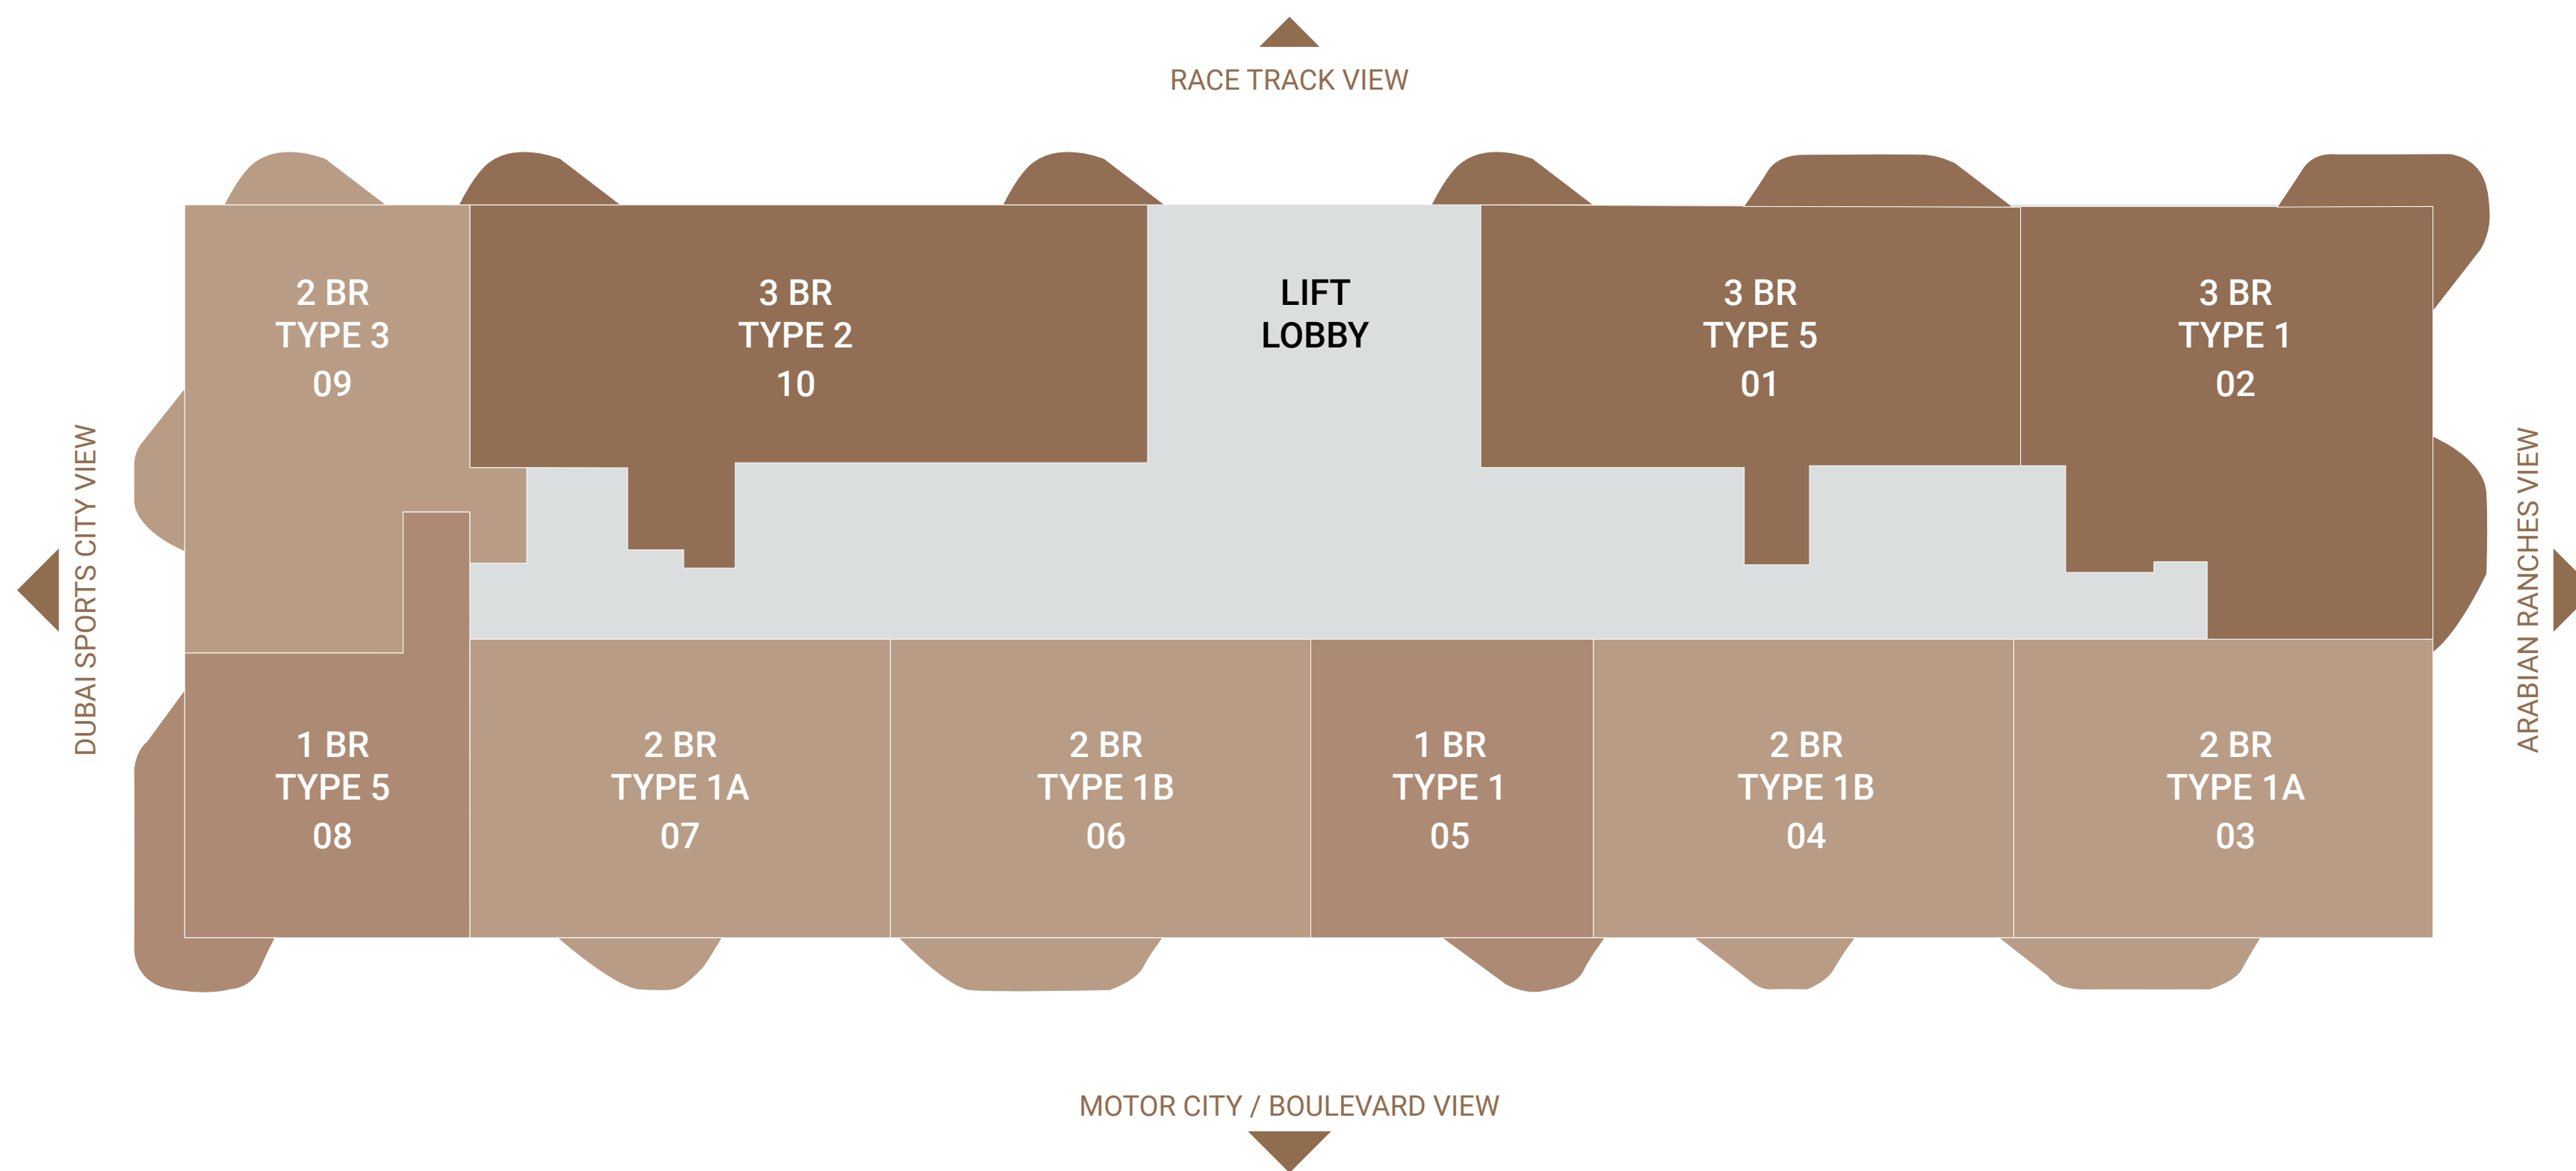 RACE TRACK VIEW
2 BR
TYPE 3
09
3 BR
TYPE 2
10
LIFT
LOBBY
3 BR
TYPE 5
01
3 BR
TYPE 1
02
DUBAI SPORTS CITY VIEW
ARABIAN RANCHES VIEW
1 BR
TYPE 5
08
2 BR
TYPE 1A
07
2 BR
TYPE 1B
06
1 BR
TYPE 1
05
2 BR
TYPE 1B
04
2 BR
TYPE 1A
03
MOTOR CITY / BOULEVARD VIEW